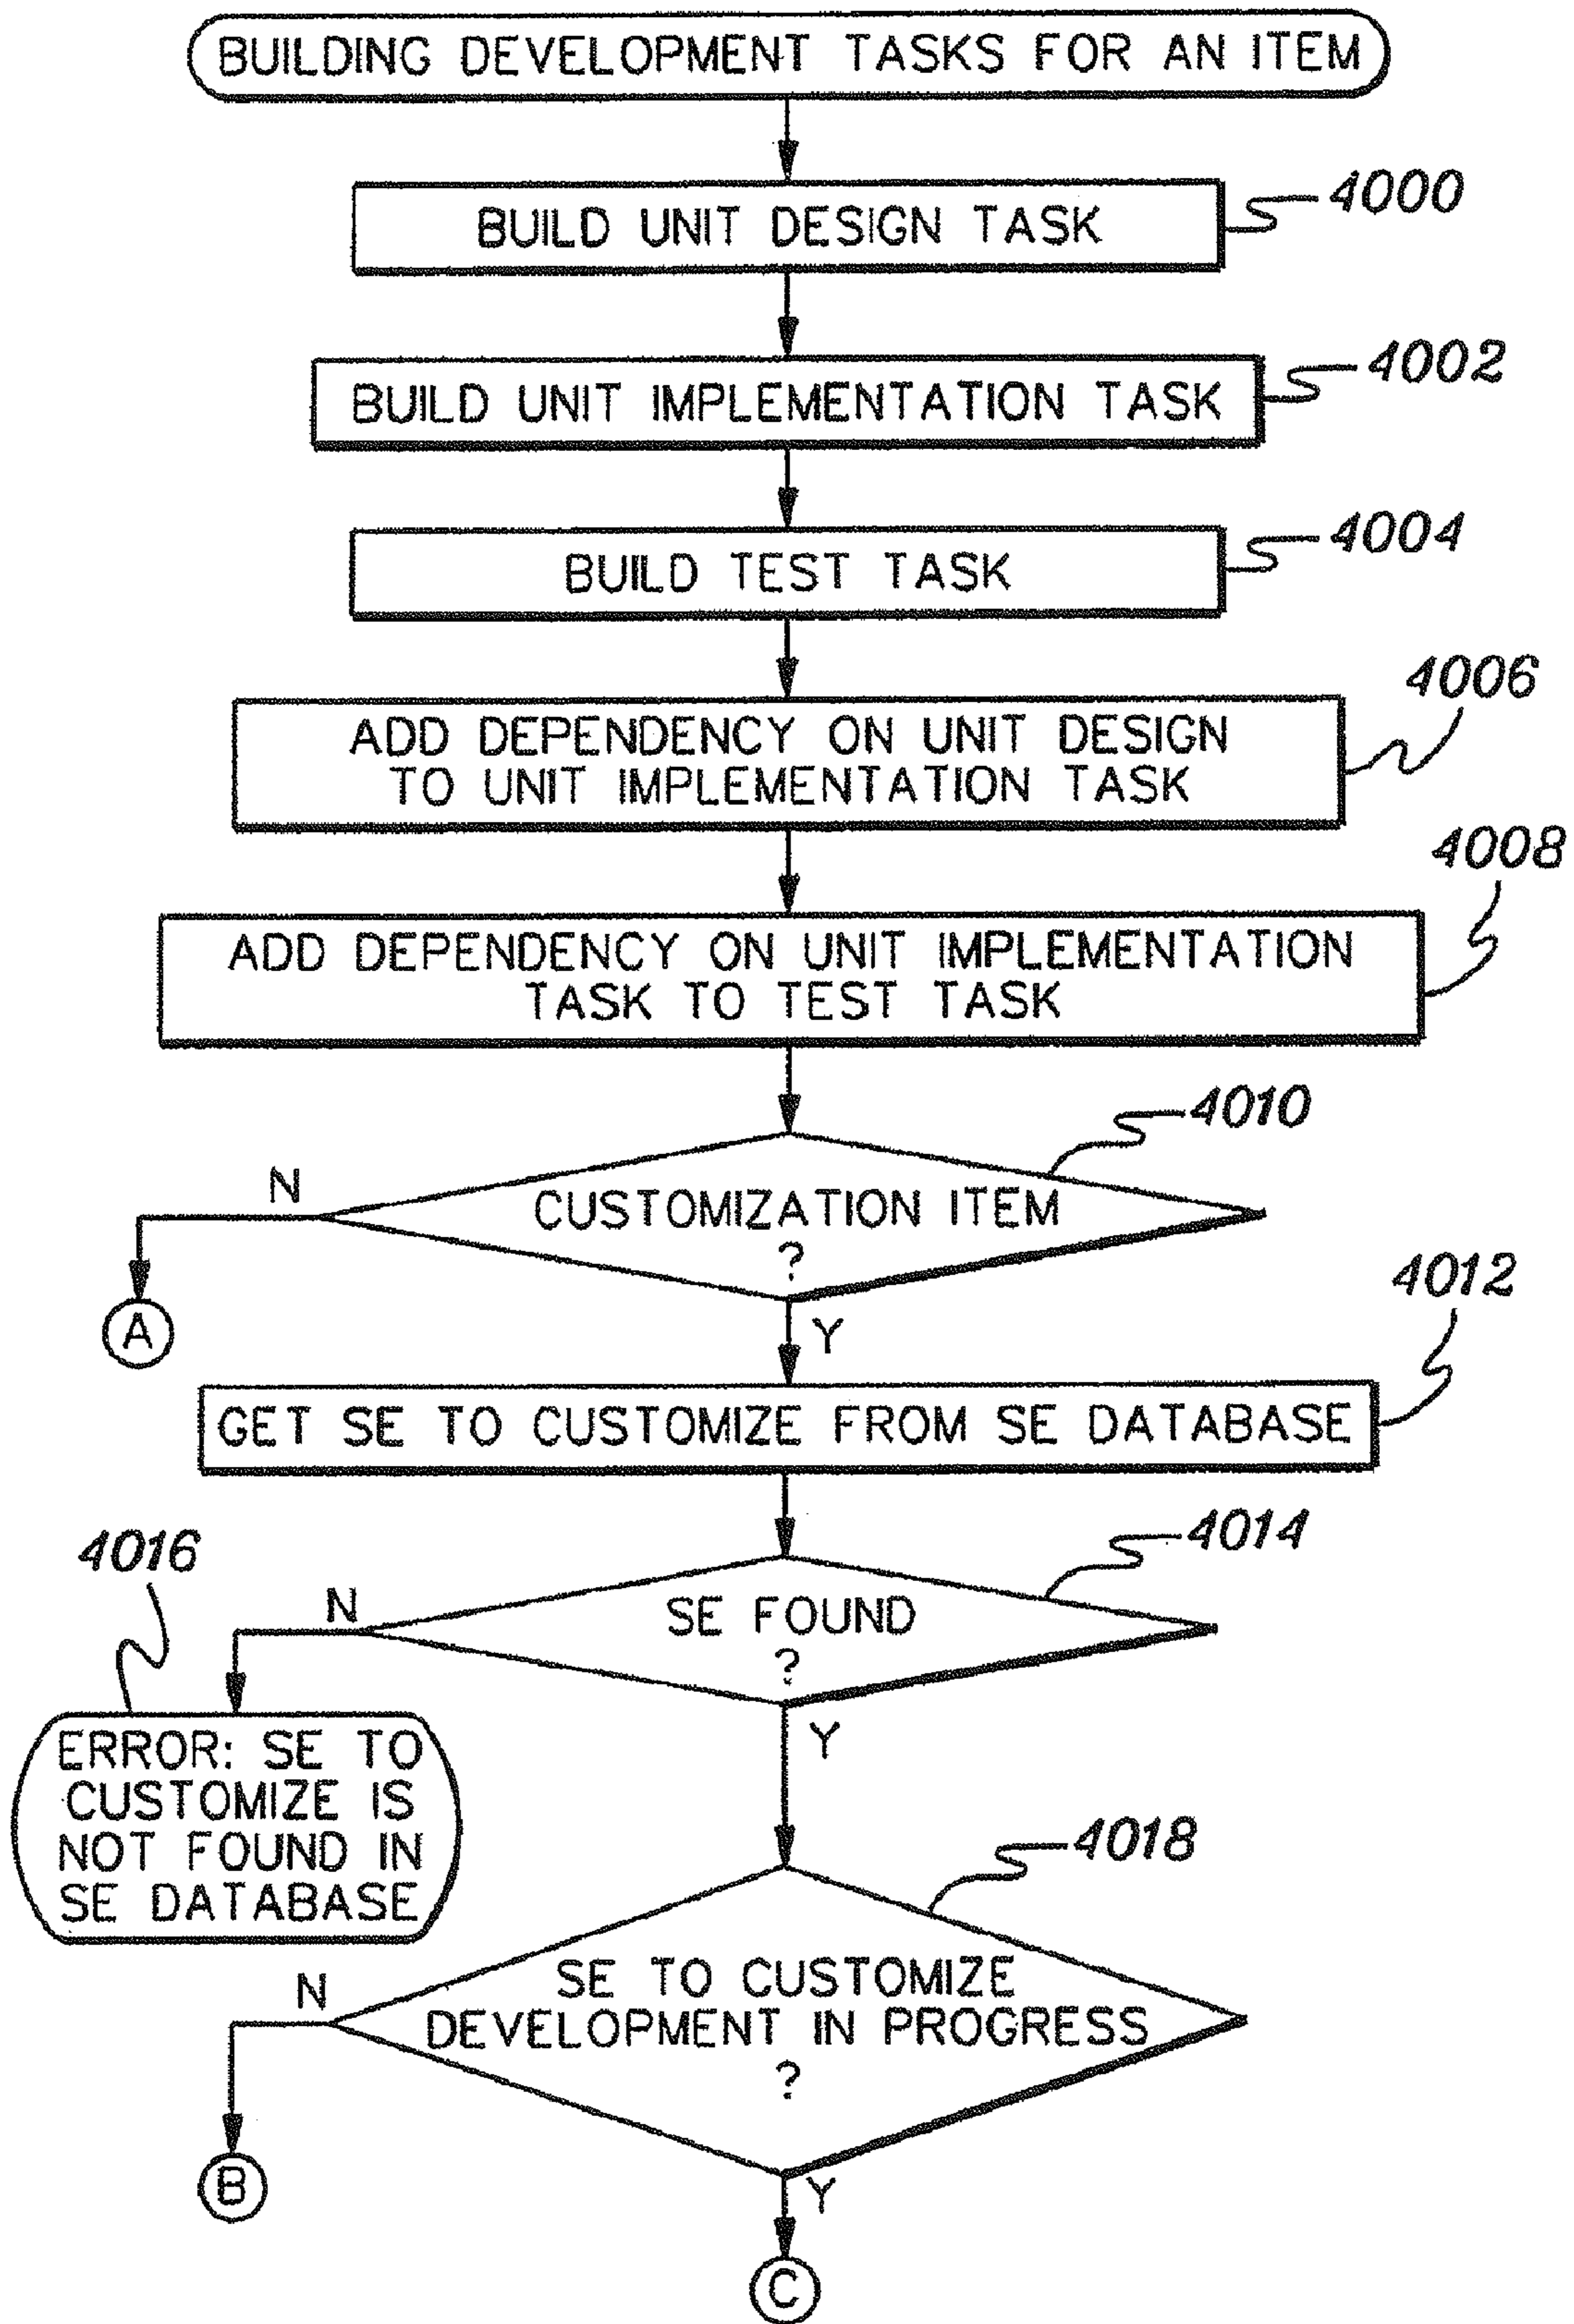 BUILDING DEVELOPMENT TASKS FOR AN ITEM
4000
BUILD UNIT DESIGN TASK
4002
BUILD UNIT IMPLEMENTATION TASK
4004
BUILD TEST TASK
4006
ADD DEPENDENCY ON UNIT DESIGN
TO UNIT IMPLEMENTATION TASK
4008
ADD DEPENDENCY ON UNIT IMPLEMENTATION
TASK TO TEST TASK
4010
N
CUSTOMIZATION ITEM
?
A
Y
4012
GET SE TO CUSTOMIZE FROM SE DATABASE
4014
4016
N
SE FOUND
?
Y
ERROR: SE TO
CUSTOMIZE IS
NOT FOUND IN
SE DATABASE
4018
N
SE TO CUSTOMIZE
DEVELOPMENT IN PROGRESS
?
B
Y
C